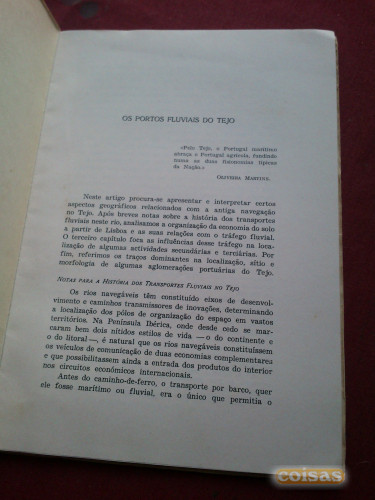 OS PORTOS FLUVIAIS DO TEJO
«Pelo Tejo, o Portugal marítimo
abraça o Portugal agrícola, fundindo
numa as duas fisionomias típicas
da Nação.»
OLIVEIRA MARTINS.
Neste artigo procura-se apresentar e interpretar certos
aspectos geográficos relacionados com a antiga navegação
no Tejo. Após breves notas sobre a história dos transportes
fluviais neste rio, analisamos a organização da economia do solo
a partir de Lisboa e as suas relações com o tráfego fluvial.
O terceiro capítulo foca as influências desse tráfego na loca-
lização de algumas actividades secundárias e terciárias. Por
fim, referimos os traços dominantes na localização, sítio e
morfologia de algumas aglomerações portuárias do Tejo.
NOTAS PARA A HISTÓRIA DOS TRANSPORTES FLUVIAIS NO TEJO
Os rios navegáveis têm constituído eixos de desenvol-
vimento e caminhos transmissores de inovações, determinando
a localização dos pólos de organização do espaço em vastos
territórios. Na Península Ibérica, onde desde cedo se mar-
caram bem dois nítidos estilos de vida — o do continente e
o do litoral —, é natural que os rios navegáveis constituíssem
os veículos de comunicação de duas economias complementares
e que possibilitassem ainda a entrada dos produtos do interior
nos circuitos económicos internacionais.
Antes do caminho-de-ferro, o transporte por barco, quer
ele fosse marítimo ou fluvial, era o único que permitia o
coisas